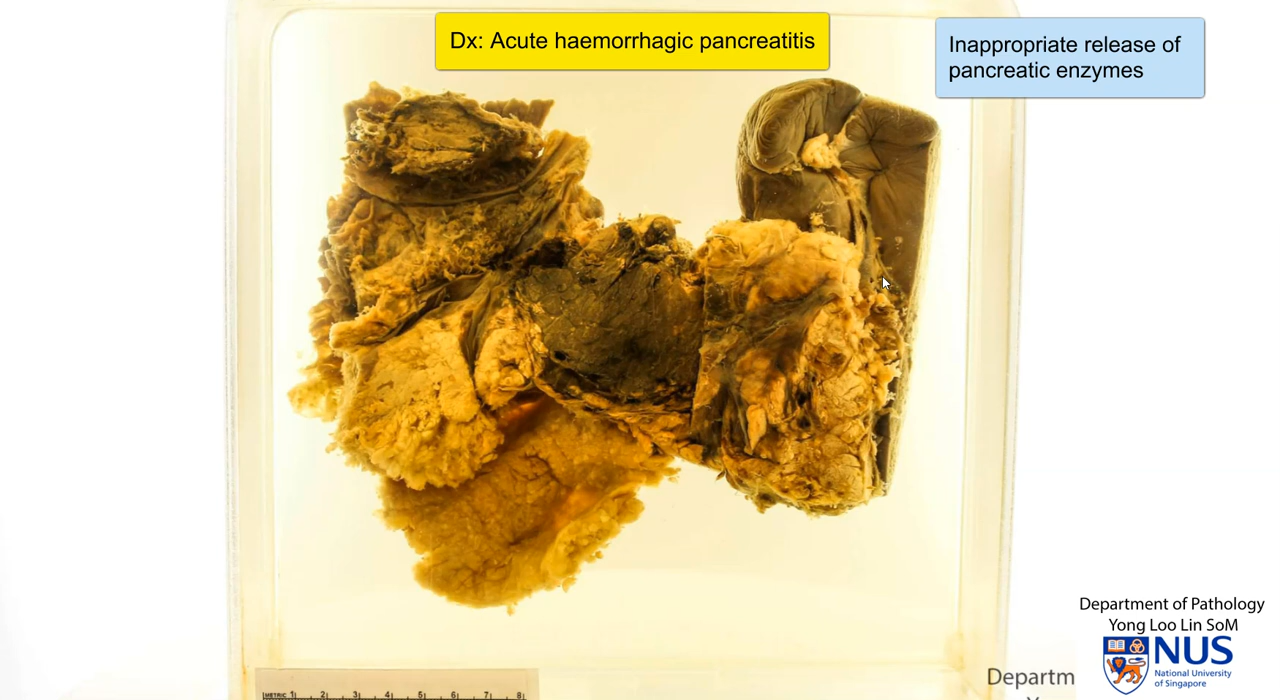 Dx: Acute haemorrhagic pancreatitis
Inappropriate release of
pancreatic enzymes
Department of Pathology
Yong Loo Lin SoM
NUS
National University
of Singapore
Departm
METRIC 1 2 3 4 5 6 7 8